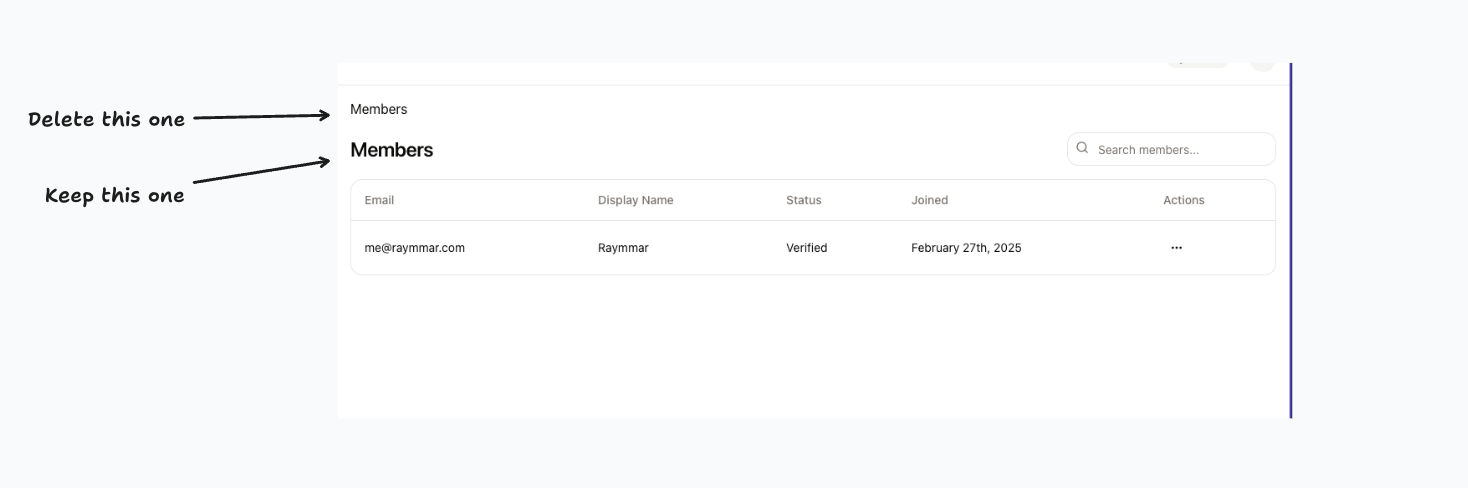 Delete this one
Members
Members
Search members...
Keep this one
Email Display Name Status Joined Actions
me@raymmar.com Raymmar Verified February 27th, 2025 ···